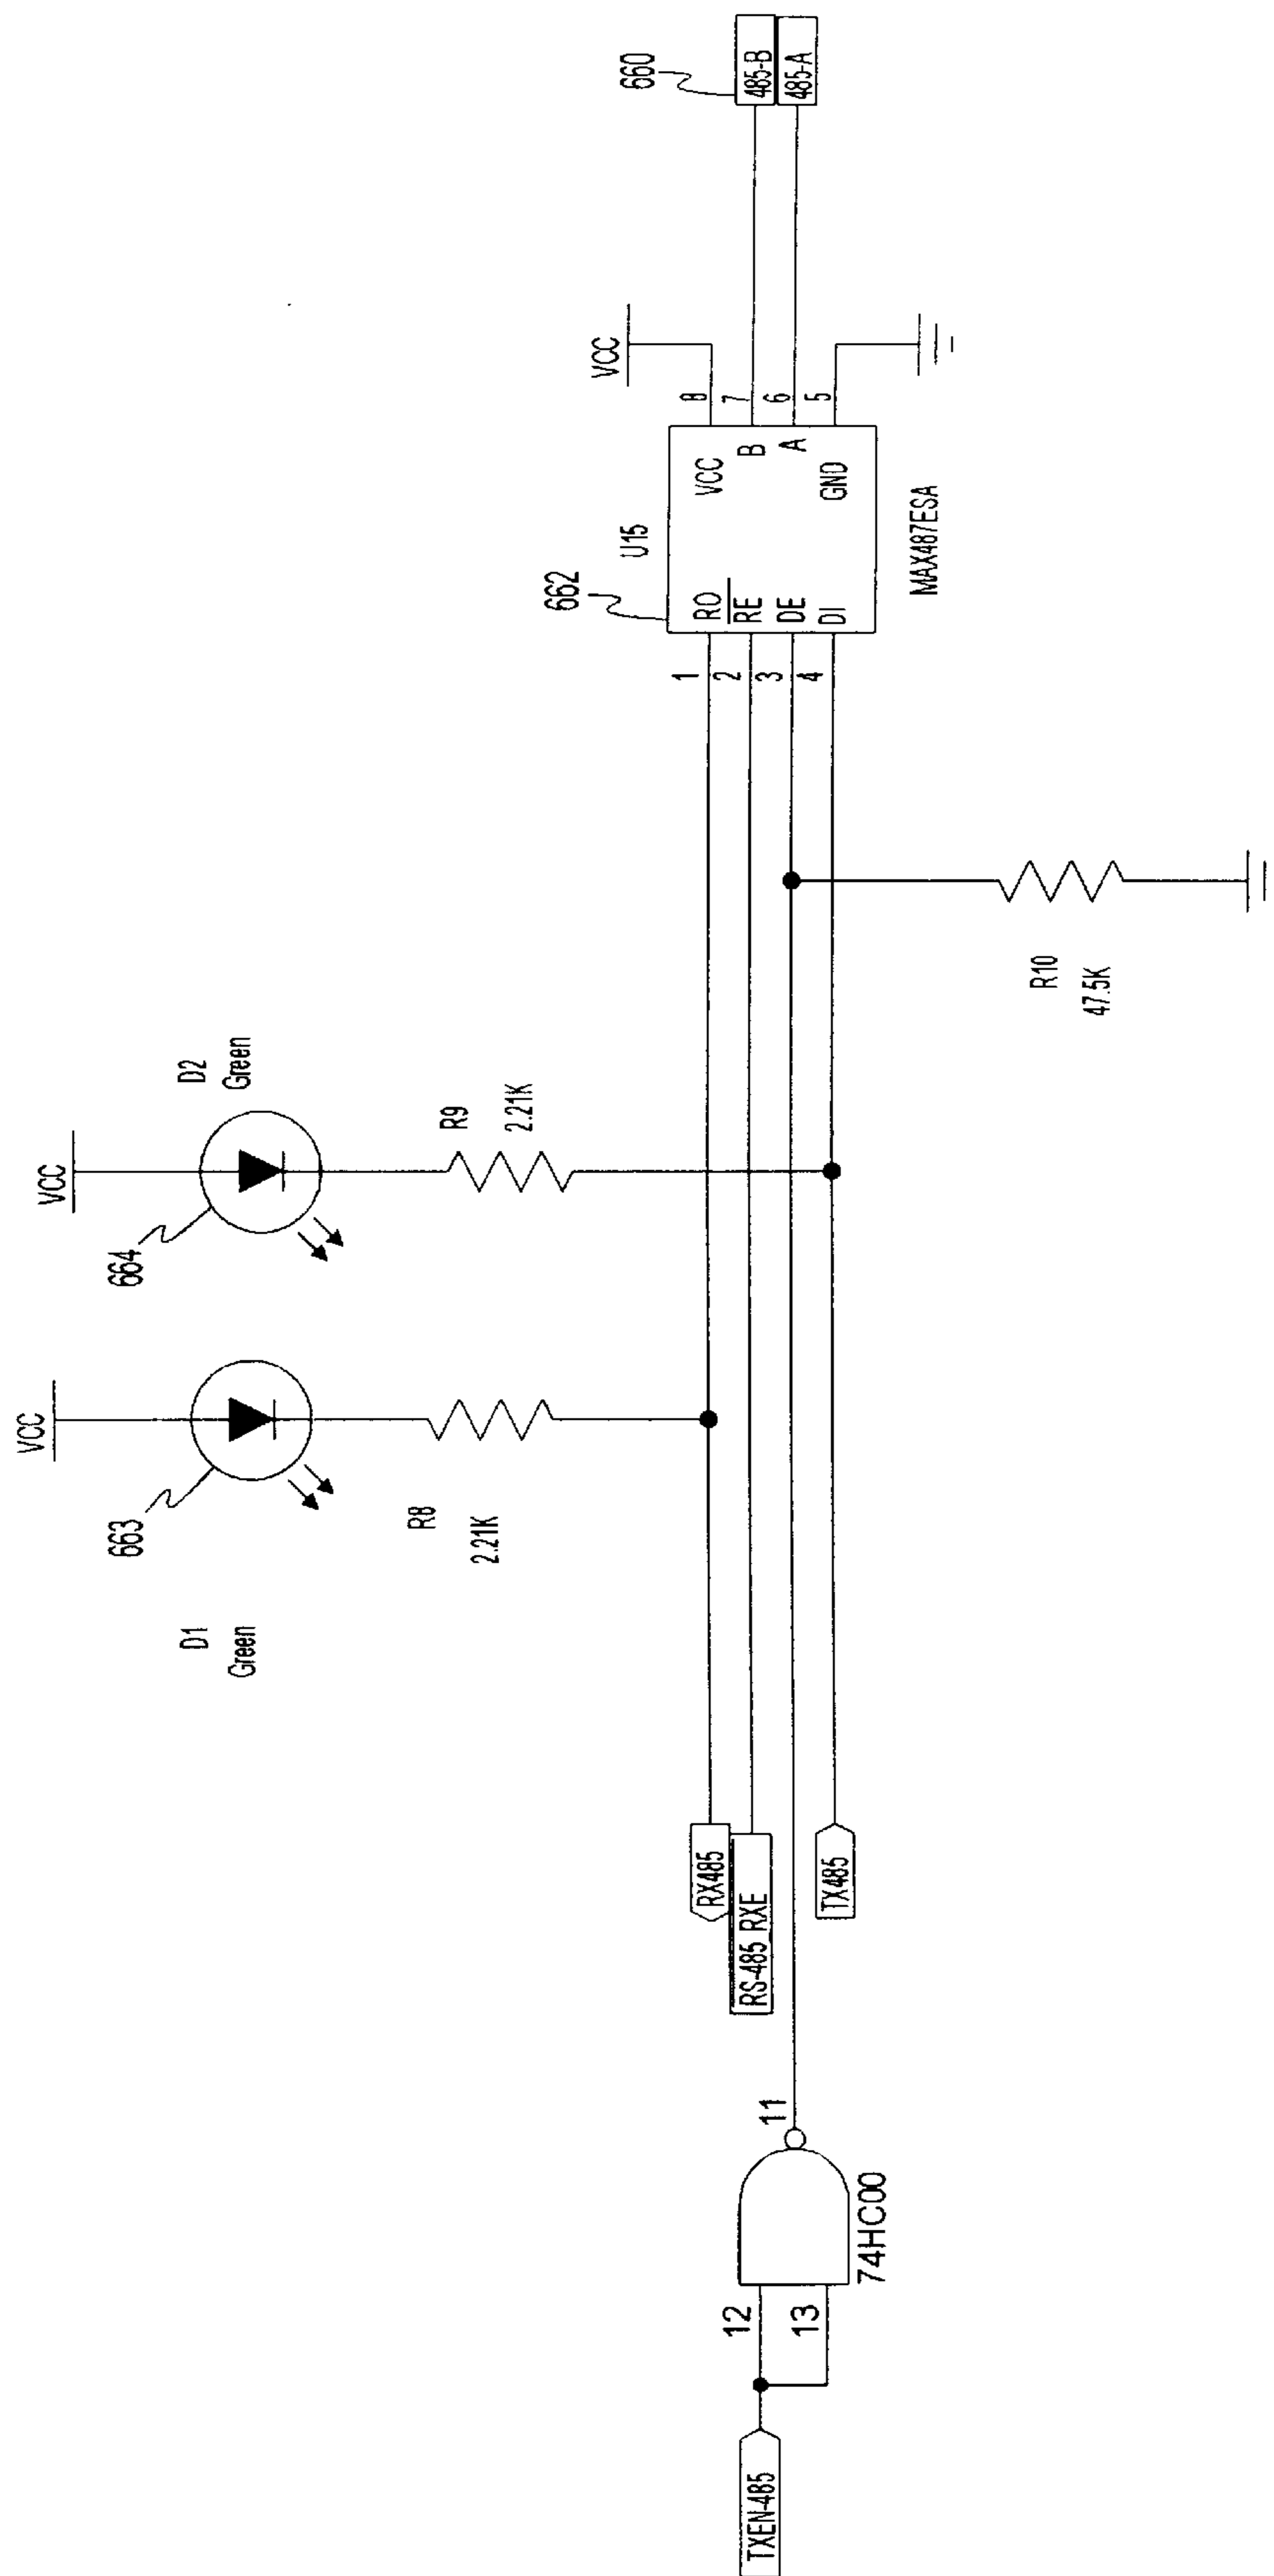 VCC
663
D1
Green
R8
2.21K
VCC
664
D2
Green
R9
2.21K
TXEN-485
12
13
11
74HC00
RX485
RS-485 RXE
TX485
R10
47.5K
1
2
3
4
662
U15
RO
RE
DE
DI
VCC
B
A
GND
MAX487ESA
8
7
6
5
VCC
660
485-B
485-A